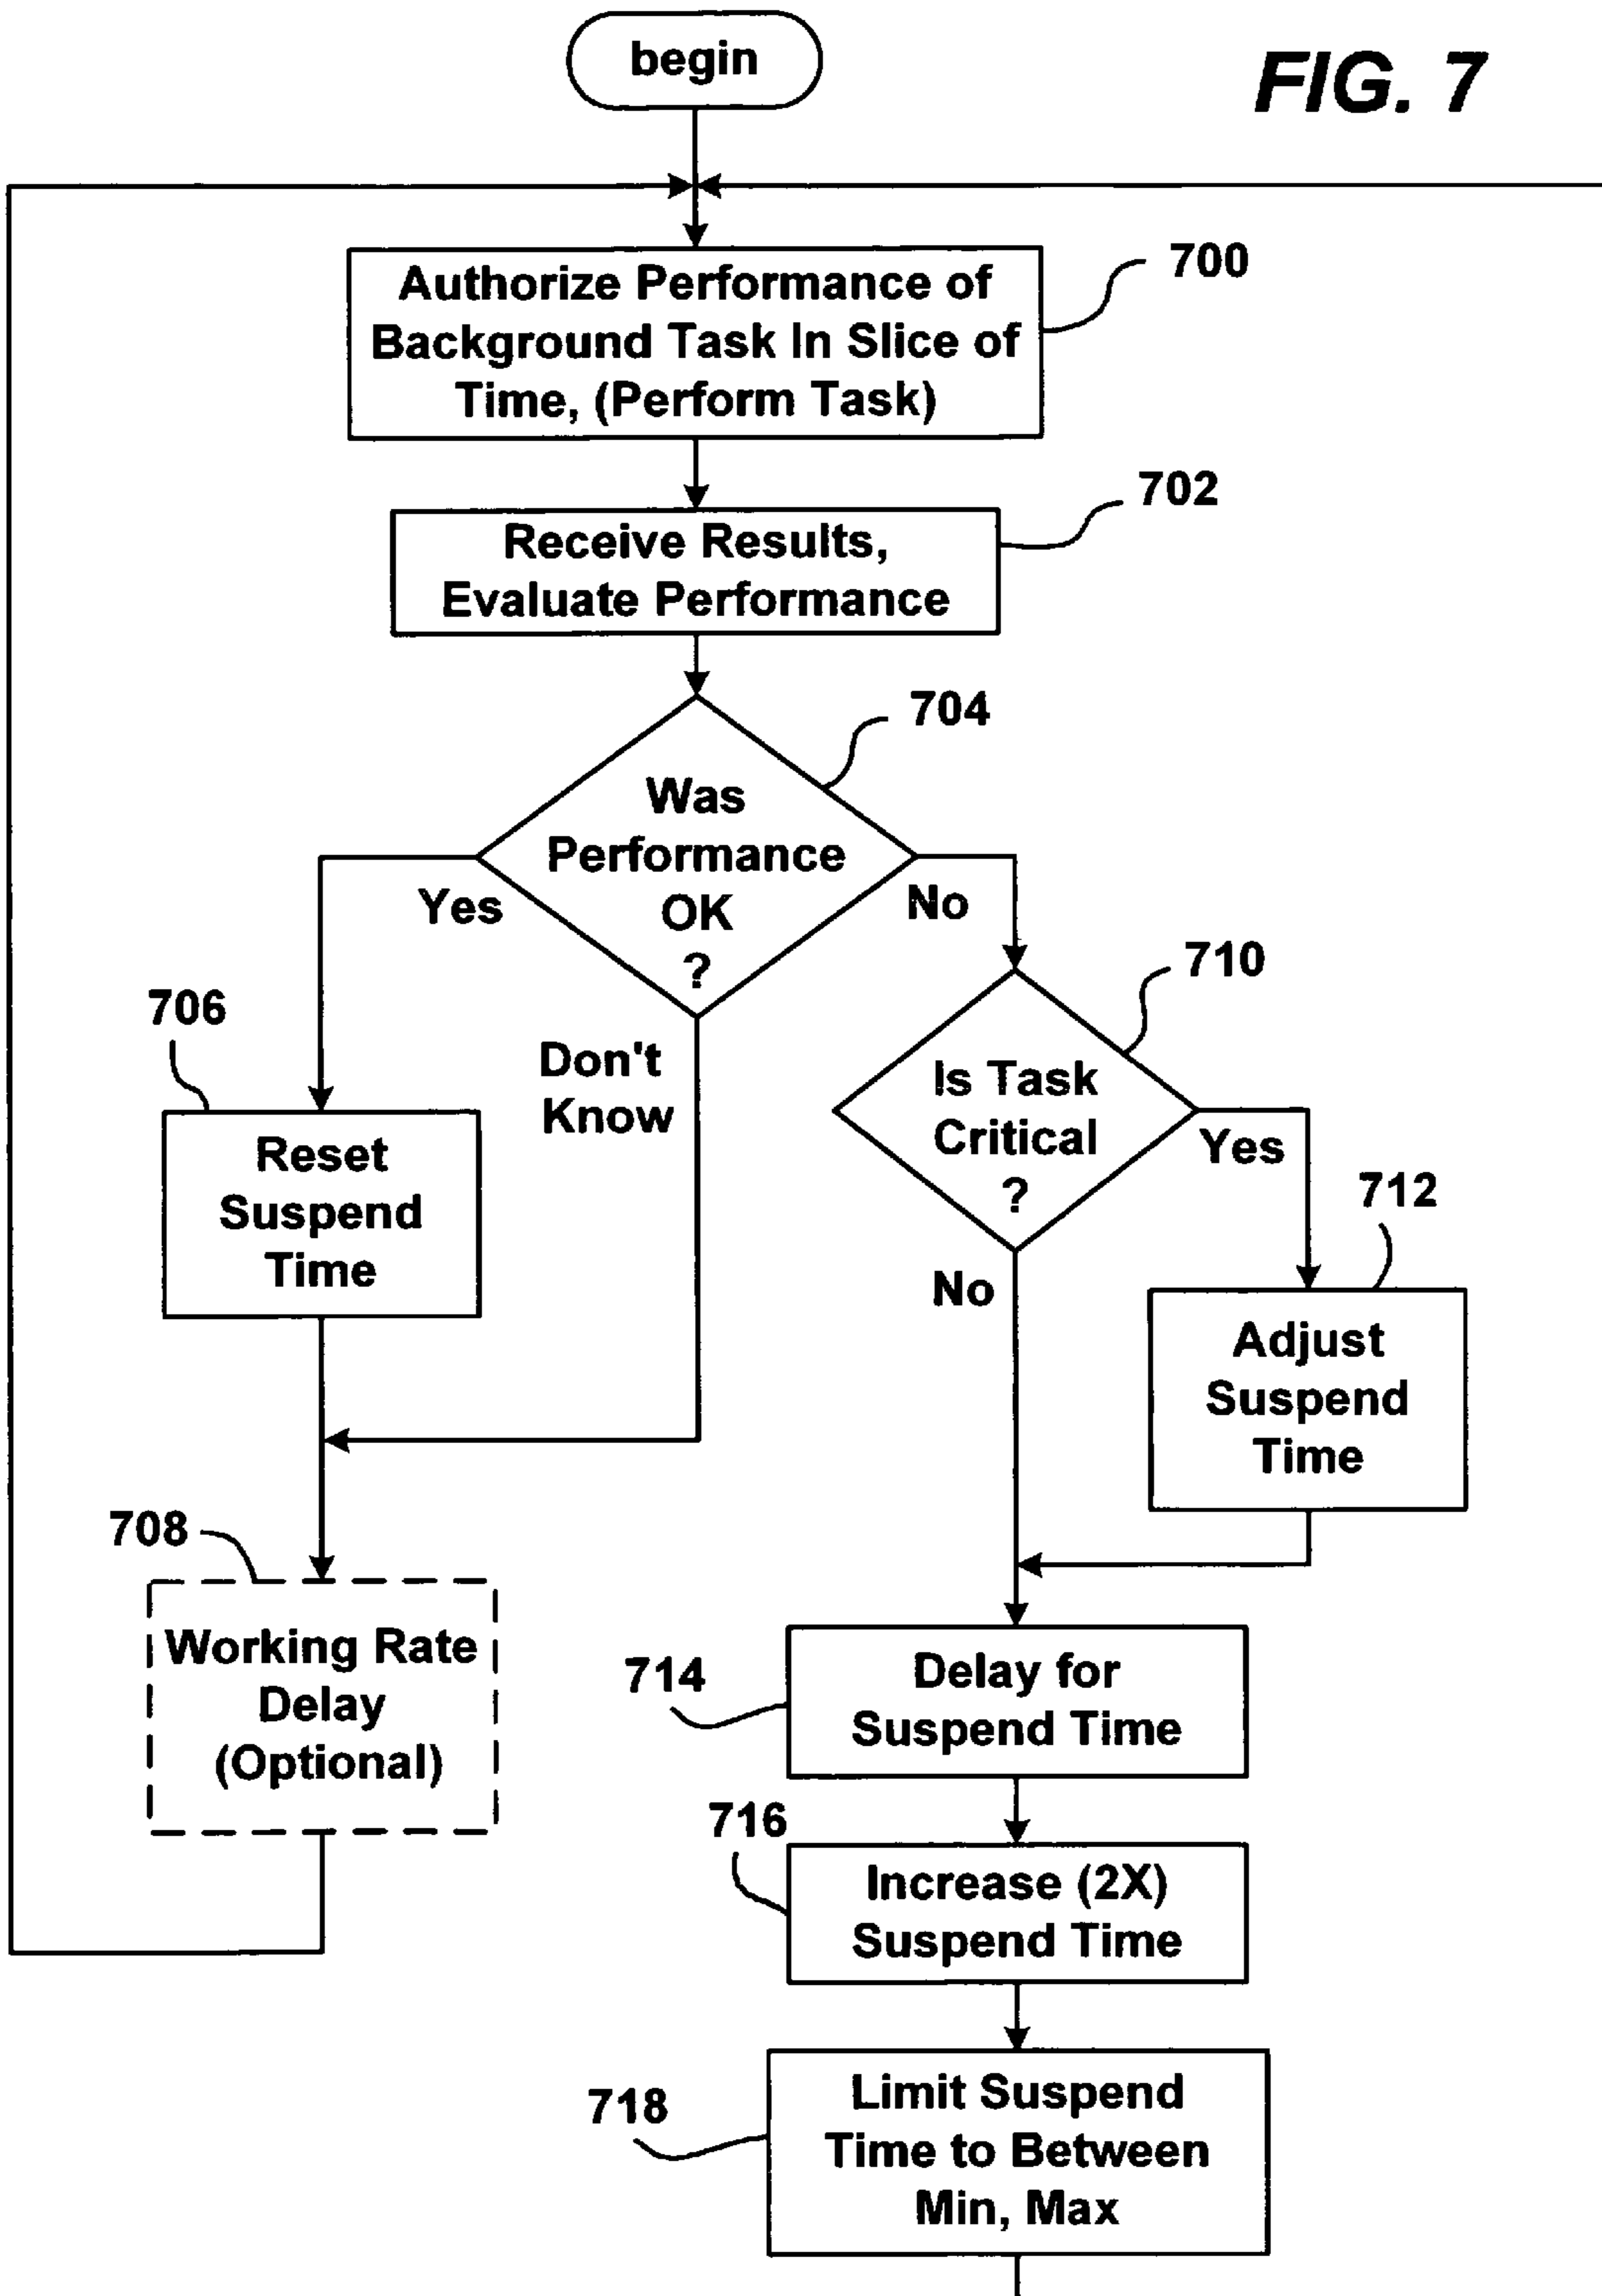 begin
FIG. 7
Authorize Performance of
Background Task In Slice of
Time, (Perform Task)
700
Receive Results,
Evaluate Performance
702
Was
Performance
OK
?
704
Yes
No
Don't
Know
706
Reset
Suspend
Time
710
Is Task
Critical
?
Yes
No
712
Adjust
Suspend
Time
708
Working Rate
Delay
(Optional)
714
Delay for
Suspend Time
716
Increase (2X)
Suspend Time
718
Limit Suspend
Time to Between
Min, Max